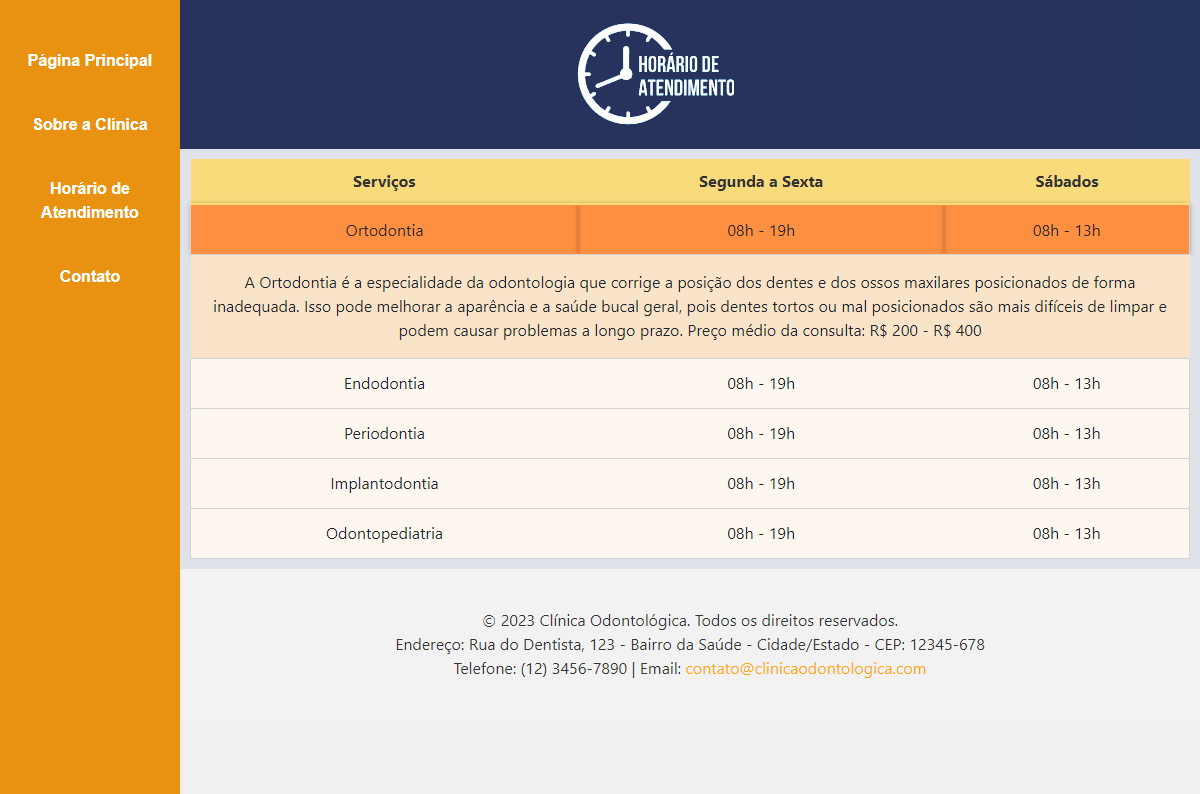 Página Principal
Sobre a Clínica
Horário de
Atendimento
Contato
HORÁRIO DE
ATENDIMENTO
Serviços Segunda a Sexta Sábados
Ortodontia 08h - 19h 08h - 13h
A Ortodontia é a especialidade da odontologia que corrige a posição dos dentes e dos ossos maxilares posicionados de forma
inadequada. Isso pode melhorar a aparência e a saúde bucal geral, pois dentes tortos ou mal posicionados são mais difíceis de limpar e
podem causar problemas a longo prazo. Preço médio da consulta: R$ 200 - R$ 400
Endodontia 08h - 19h 08h - 13h
Periodontia 08h - 19h 08h - 13h
Implantodontia 08h - 19h 08h - 13h
Odontopediatria 08h - 19h 08h - 13h
© 2023 Clínica Odontológica. Todos os direitos reservados.
Endereço: Rua do Dentista, 123 - Bairro da Saúde - Cidade/Estado - CEP: 12345-678
Telefone: (12) 3456-7890 | Email: contato@clinicaodontologica.com